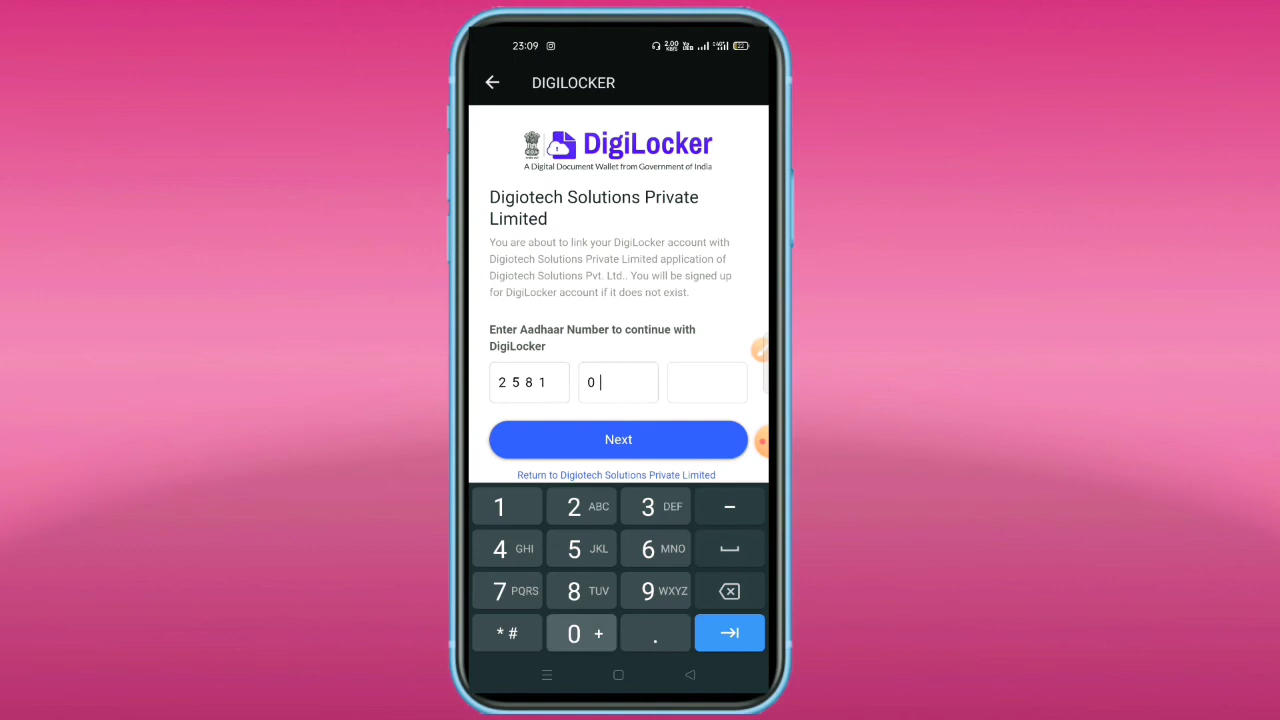 23:09
2.00 KB/S
22
DIGILOCKER
DigiLocker
A Digital Document Wallet from Government of India
Digiotech Solutions Private
Limited
You are about to link your DigiLocker account with
Digiotech Solutions Private Limited application of
Digiotech Solutions Pvt. Ltd.. You will be signed up
for DigiLocker account if it does not exist.
Enter Aadhaar Number to continue with
DigiLocker
2 5 8 1 0
Next
Return to Digiotech Solutions Private Limited
1 2 ABC 3 DEF −
4 GHI 5 JKL 6 MNO
7 PQRS 8 TUV 9 WXYZ
* # 0 + .